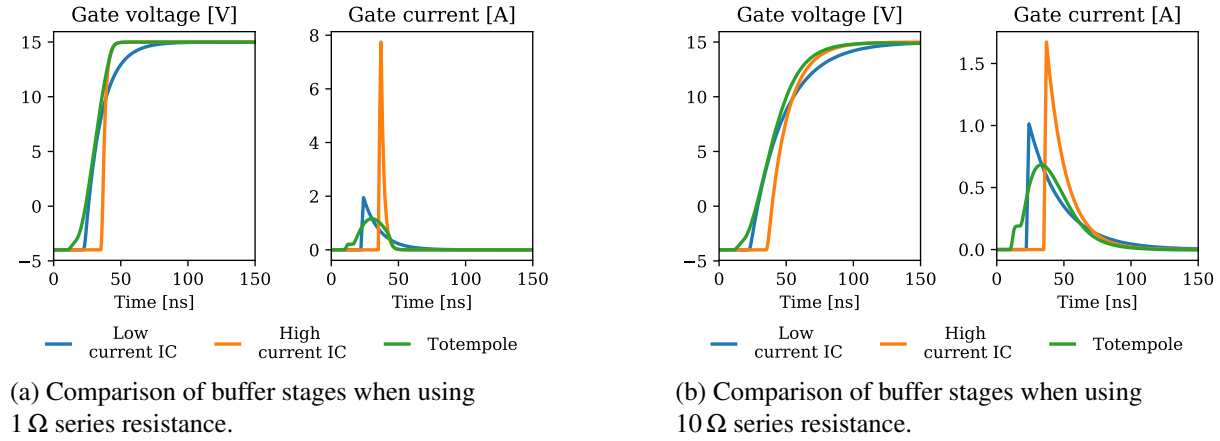 Gate voltage [V]
Gate current [A]
15
10
5
0
−5
0
50
100
150
Time [ns]
8
6
4
2
0
0
50
100
150
Time [ns]
Low
current IC
High
current IC
Totempole
(a) Comparison of buffer stages when using
1 Ω series resistance.
Gate voltage [V]
Gate current [A]
15
10
5
0
−5
0
50
100
150
Time [ns]
1.5
1.0
0.5
0.0
0
50
100
150
Time [ns]
Low
current IC
High
current IC
Totempole
(b) Comparison of buffer stages when using
10 Ω series resistance.